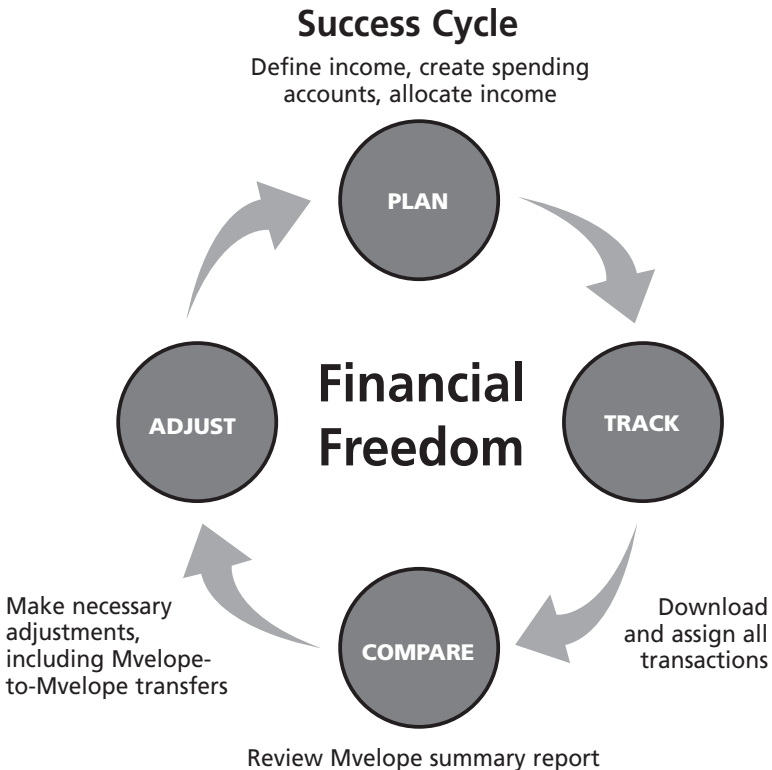 Success Cycle
Define income, create spending
accounts, allocate income
PLAN
Financial
Freedom
ADJUST
TRACK
Make necessary
adjustments,
including Mvelope-
to-Mvelope transfers
COMPARE
Download
and assign all
transactions
Review Mvelope summary report